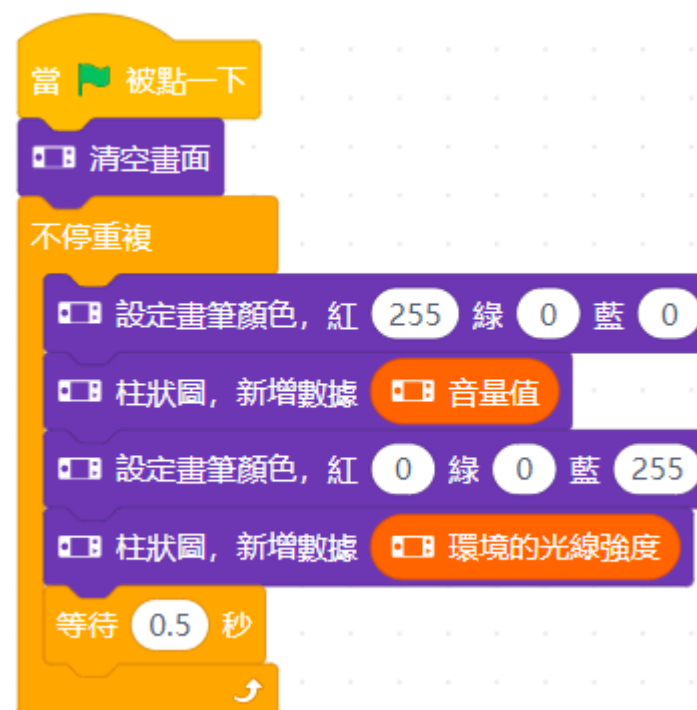 當 被點一下
清空畫面
不停重複
設定畫筆顏色, 紅 255 綠 0 藍 0
柱狀圖, 新增數據 音量值
設定畫筆顏色, 紅 0 綠 0 藍 255
柱狀圖, 新增數據 環境的光線強度
等待 0.5 秒